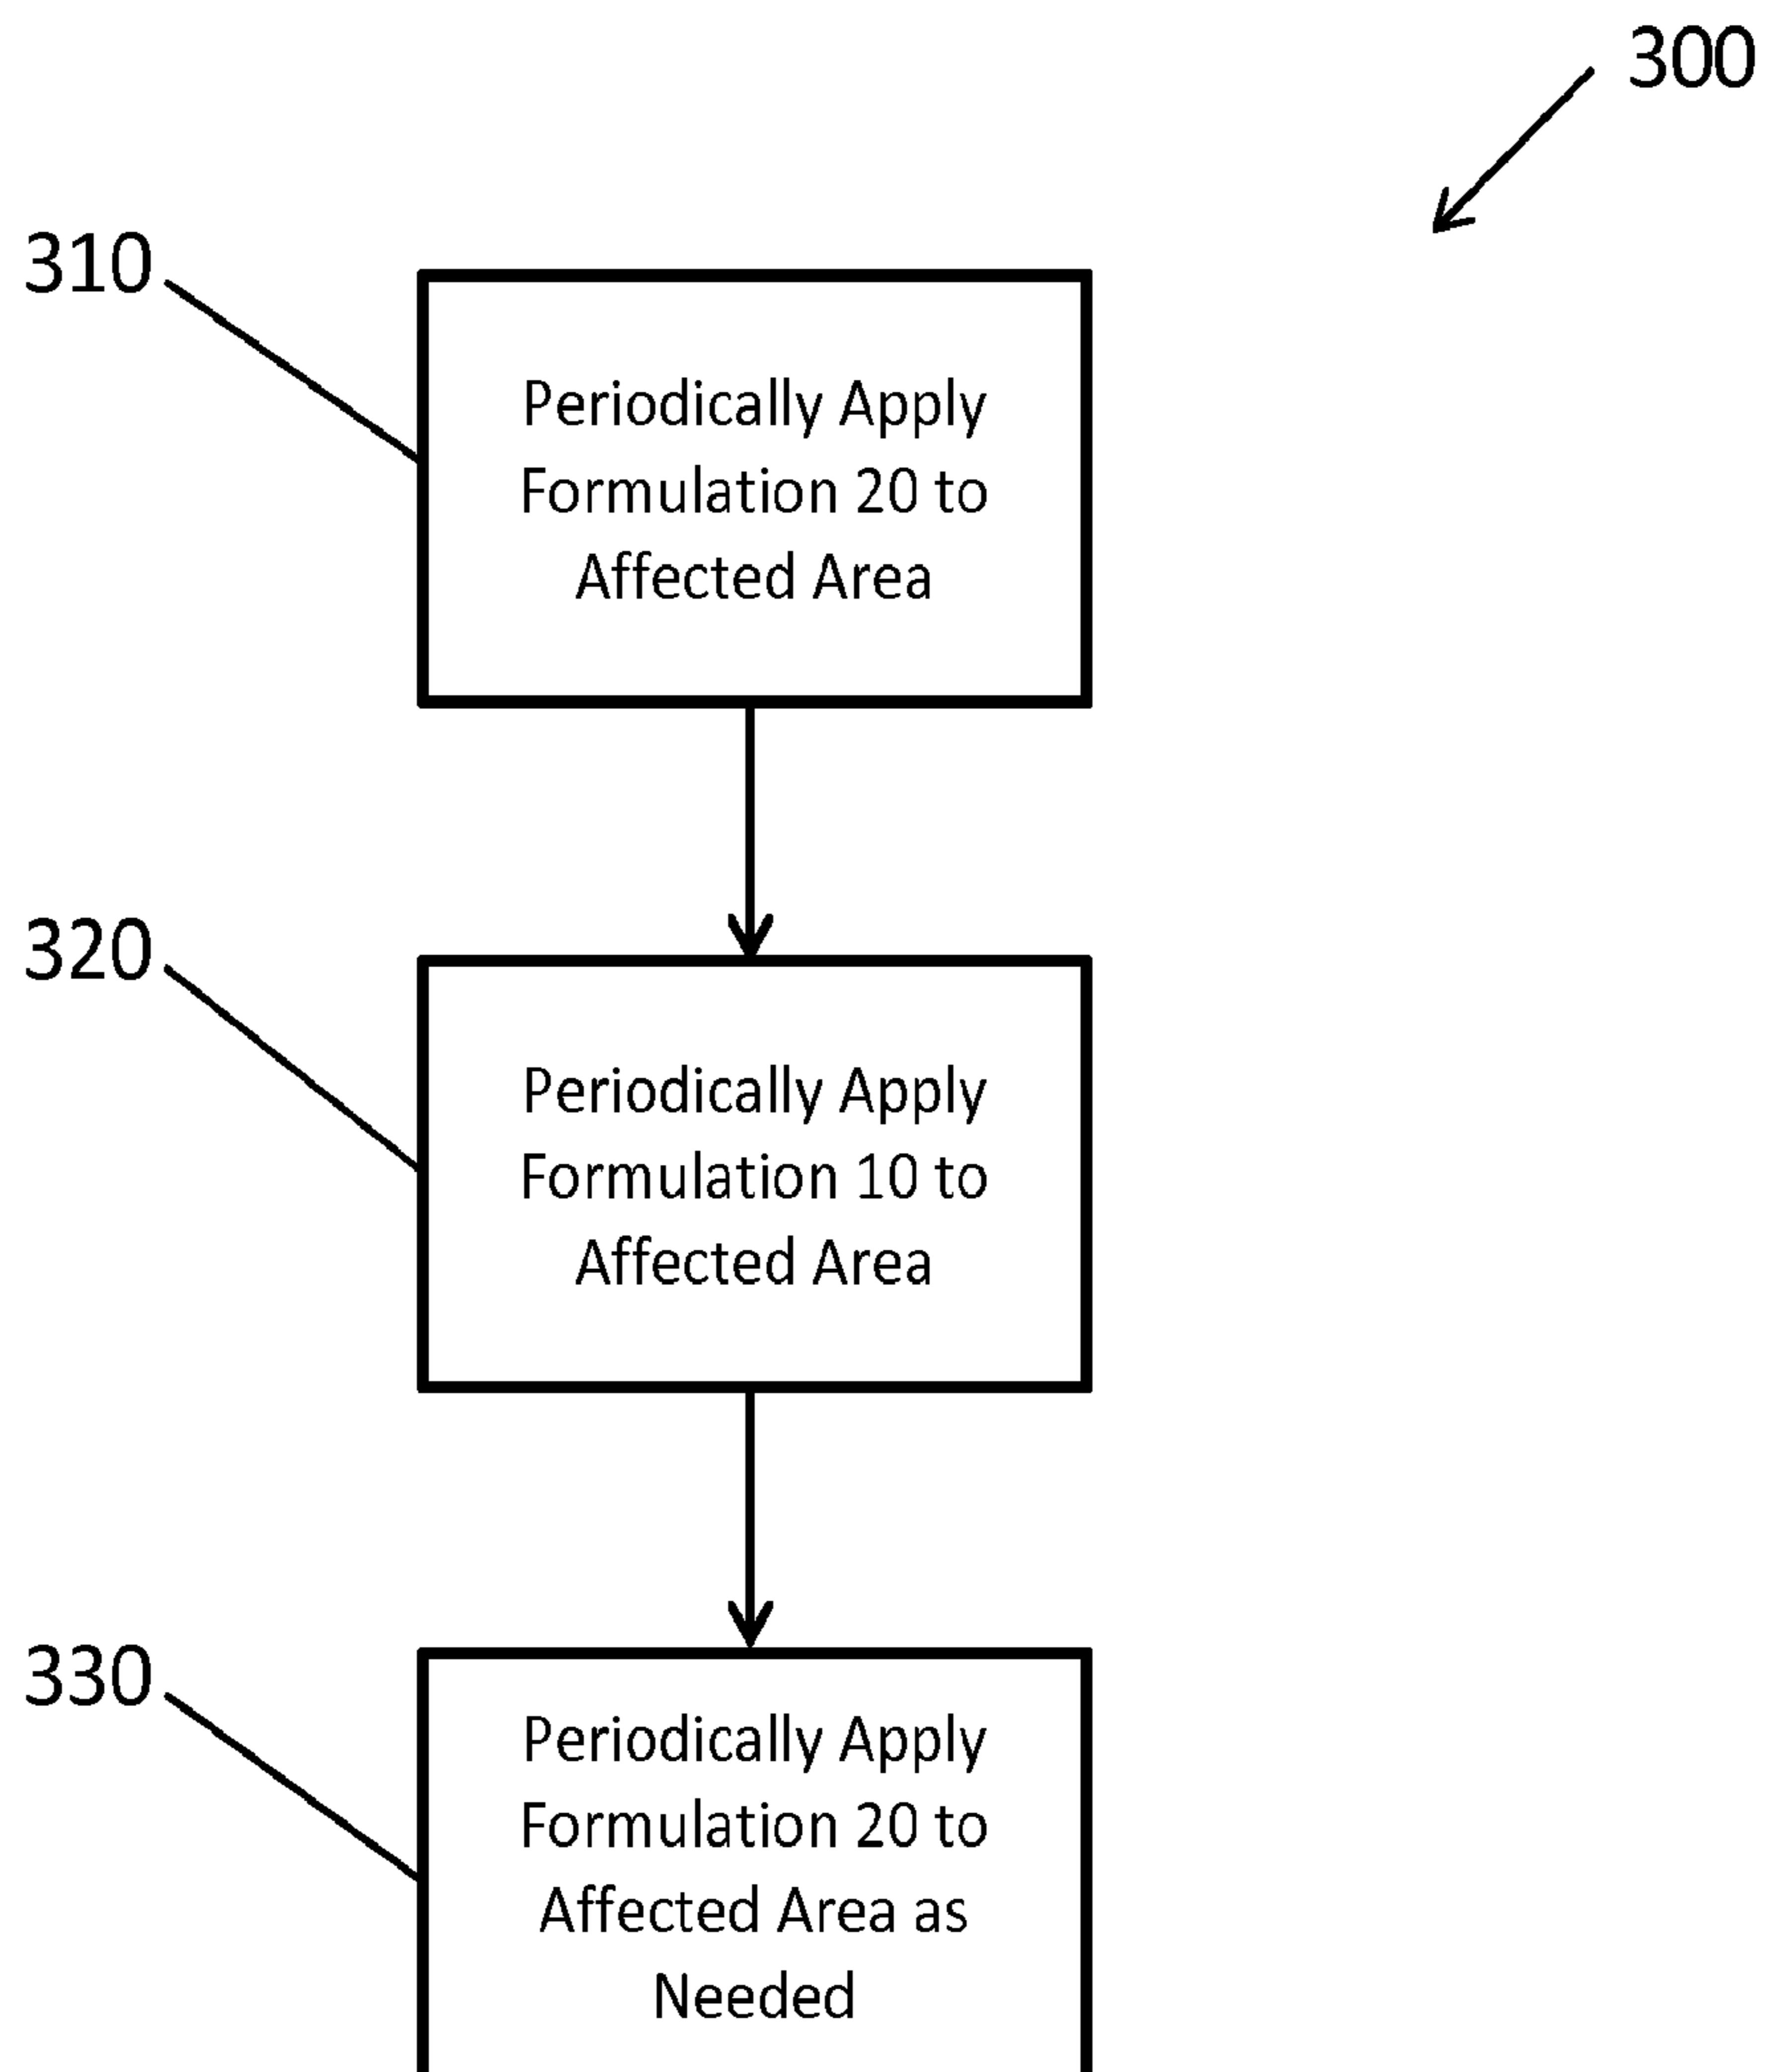 300
310
Periodically Apply
Formulation 20 to
Affected Area
320
Periodically Apply
Formulation 10 to
Affected Area
330
Periodically Apply
Formulation 20 to
Affected Area as
Needed